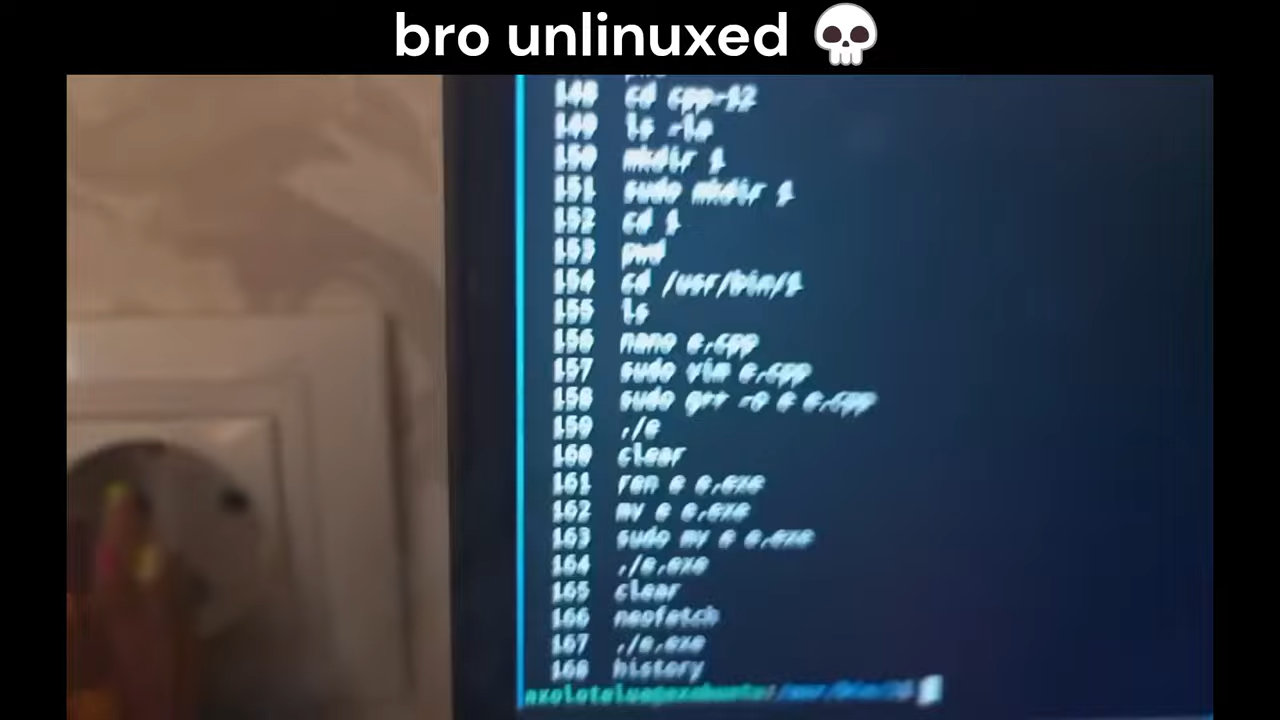 bro unlinuxed 💀
148 cd cpp-12
149 ls -la
150 mkdir 1
151 sudo mkdir 1
152 cd 1
153 pwd
154 cd /usr/bin/1
155 ls
156 nano e.cpp
157 sudo vim e.cpp
158 sudo g++ -o e e.cpp
159 ./e
160 clear
161 ren e e.exe
162 mv e e.exe
163 sudo mv e e.exe
164 ./e.exe
165 clear
166 neofetch
167 ./e.exe
168 history